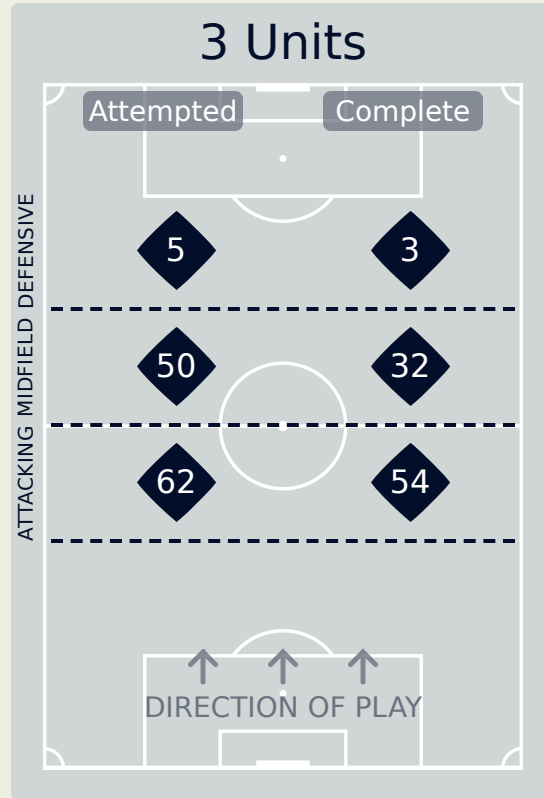 3 Units
Attempted
Complete
5
3
50
32
62
54
ATTACKING MIDFIELD DEFENSIVE
DIRECTION OF PLAY